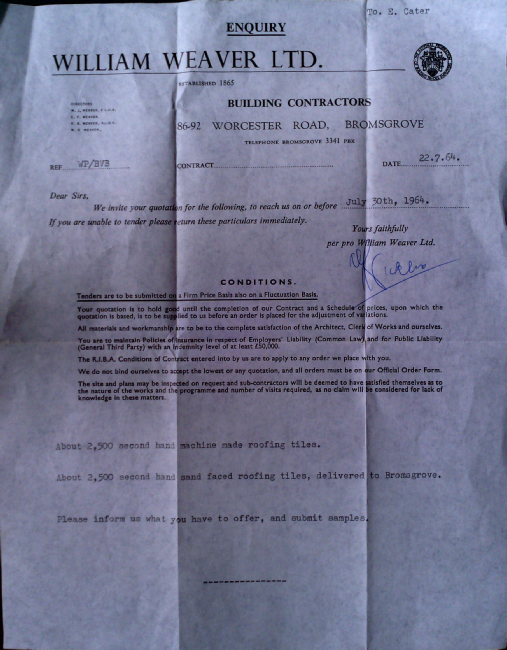 To. E. Cater
ENQUIRY
WILLIAM WEAVER LTD.
ESTABLISHED 1865
DIRECTORS
BUILDING CONTRACTORS
86-92 WORCESTER ROAD, BROMSGROVE
TELEPHONE BROMSGROVE 3341 PBX
REF WP/BVB CONTRACT DATE 22.7.64.
Dear Sirs,
We invite your quotation for the following, to reach us on or before July 30th, 1964.
If you are unable to tender please return these particulars immediately.
Yours faithfully
per pro William Weaver Ltd.
CONDITIONS.
Tenders are to be submitted on a Firm Price Basis also on a Fluctuation Basis.
Your quotation is to hold good until the completion of our Contract and a Schedule of prices, upon which the
quotation is based, is to be supplied to us before an order is placed for the adjustment of variations.
All materials and workmanship are to be to the complete satisfaction of the Architect, Clerk of Works and ourselves.
You are to maintain Policies of Insurance in respect of Employers' Liability (Common Law) and for Public Liability
(General Third Party) with an indemnity level of at least £50,000.
The R.I.B.A. Conditions of Contract entered into by us are to apply to any order we place with you.
We do not bind ourselves to accept the lowest or any quotation, and all orders must be on our Official Order Form.
The site and plans may be inspected on request and sub-contractors will be deemed to have satisfied themselves as to
the nature of the works and the programme and number of visits required, as no claim will be considered for lack of
knowledge in these matters.
About 2,500 second hand machine made roofing tiles.
About 2,500 second hand sand faced roofing tiles, delivered to Bromsgrove.
Please inform us what you have to offer, and submit samples.